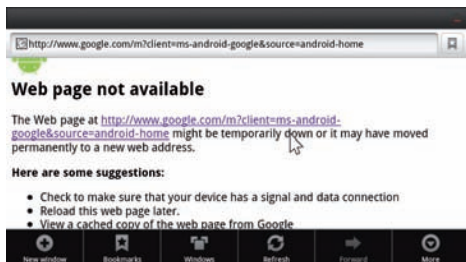 http://www.google.com/m?client=ms-android-google&source=android-home
Web page not available
The Web page at http://www.google.com/m?client=ms-android-
google&source=android-home might be temporarily down or it may have moved
permanently to a new web address.
Here are some suggestions:
• Check to make sure that your device has a signal and data connection
• Reload this web page later.
• View a cached copy of the web page from Google
New window Bookmarks Windows Refresh Forward More